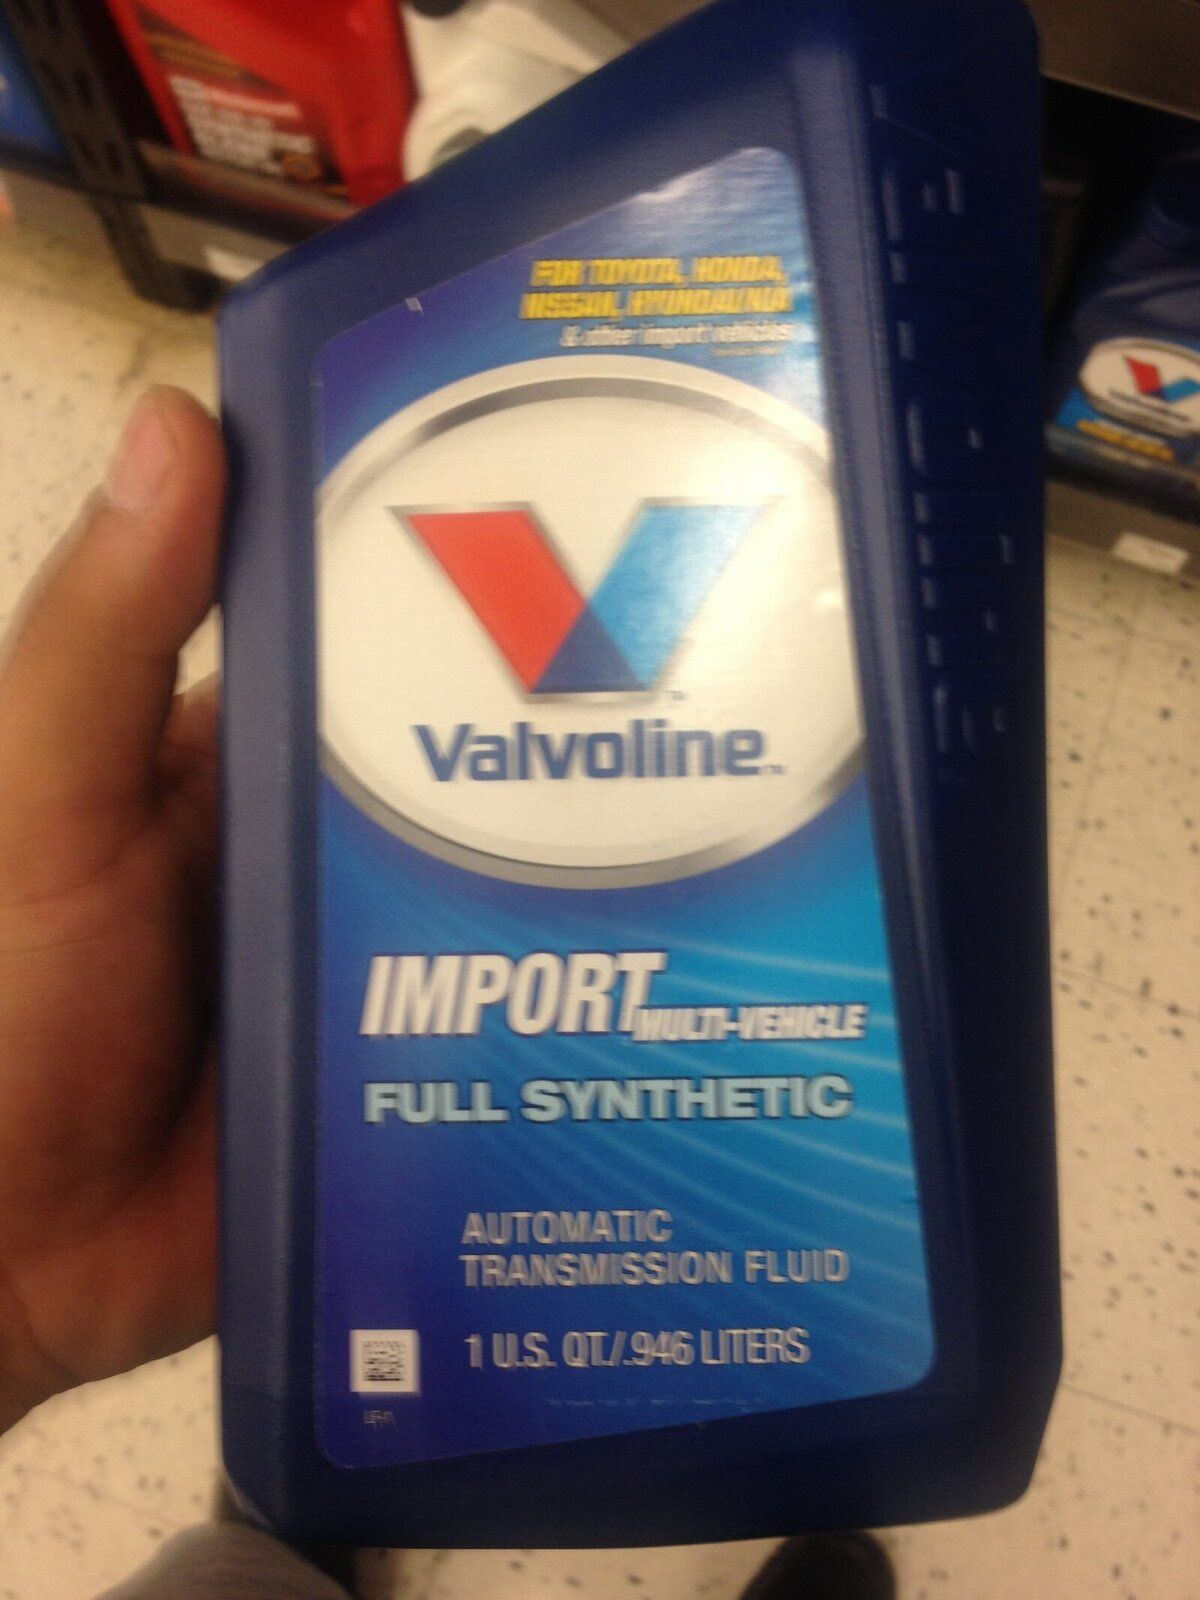 FOR TOYOTA, HONDA,
NISSAN, HYUNDAI/KIA
& other import vehicles
Valvoline™
IMPORT
MULTI-VEHICLE
FULL SYNTHETIC
AUTOMATIC
TRANSMISSION FLUID
1 U.S. QT./.946 LITERS